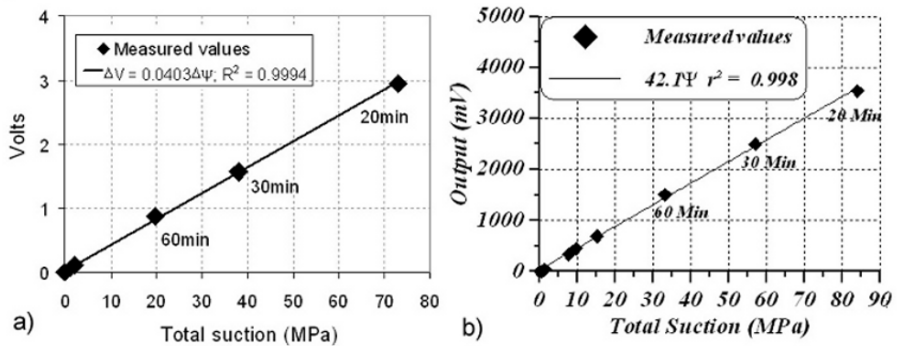 4
3
2
1
0
Volts
◆ Measured values
ΔV = 0.0403Δψ; R² = 0.9994
20min
30min
60min
0 10 20 30 40 50 60 70 80
Total suction (MPa)
a)
5000
4000
3000
2000
1000
0
Output (mV)
Measured values
42.1Ψ r² = 0.998
20 Min
30 Min
60 Min
0 10 20 30 40 50 60 70 80 90
Total Suction (MPa)
b)